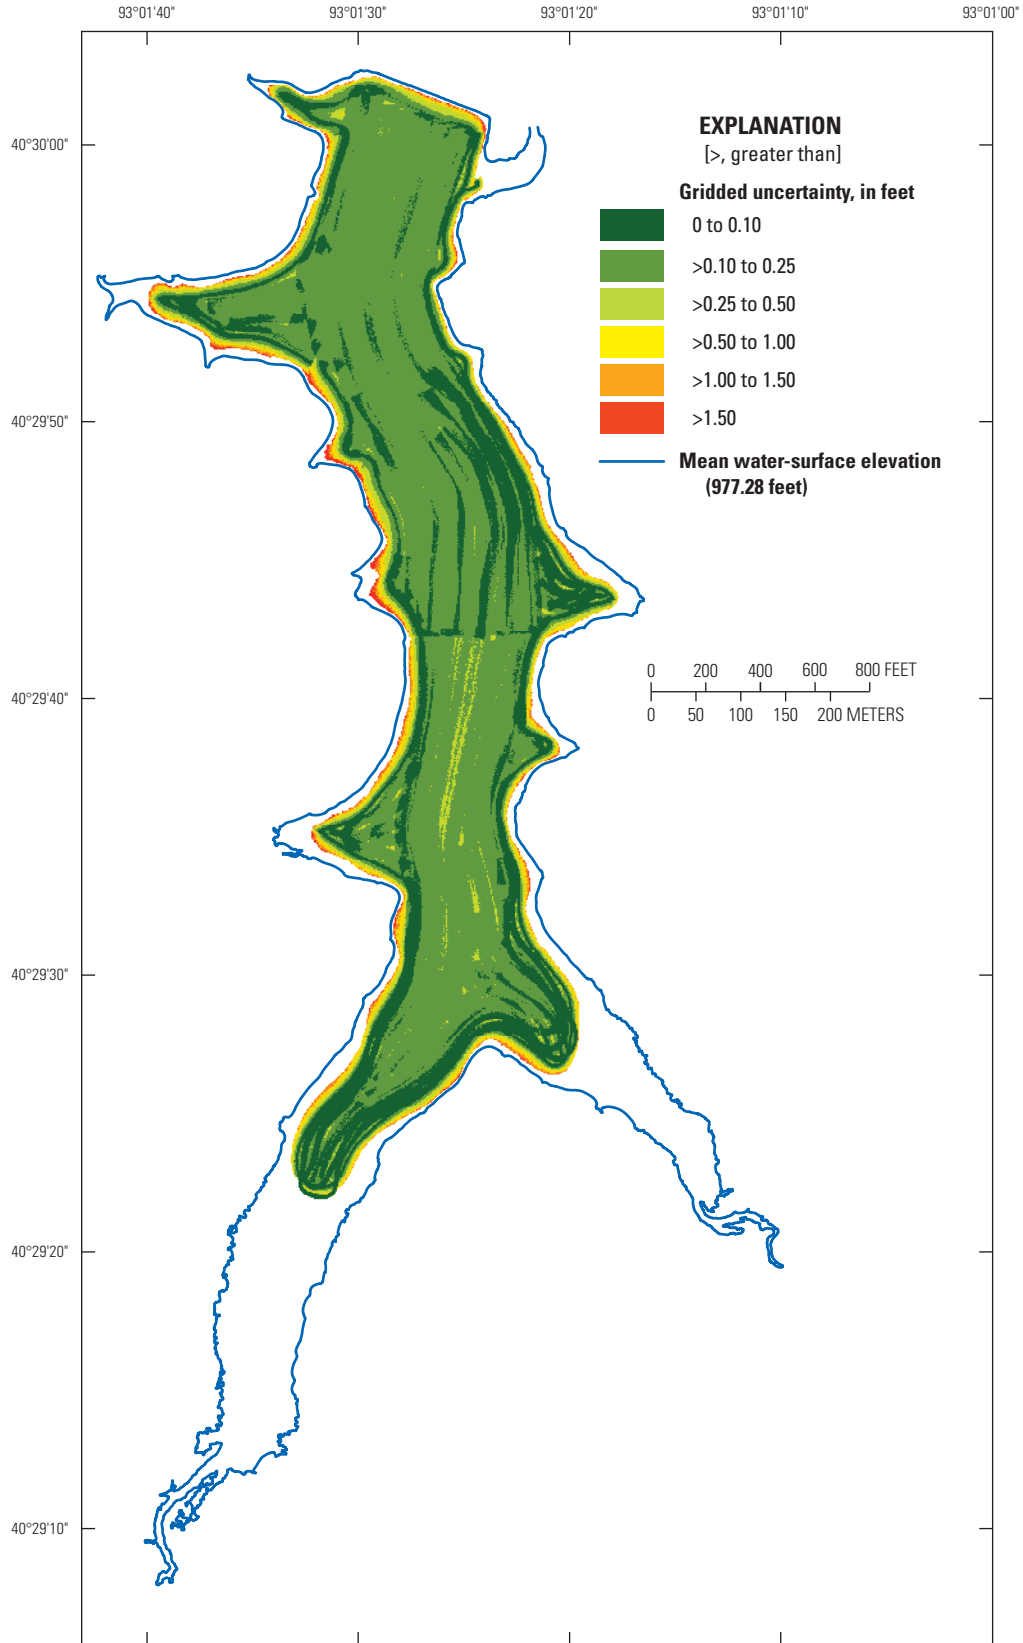 93°01'40" 93°01'30" 93°01'20" 93°01'10" 93°01'00"
40°30'00"
40°29'50"
40°29'40"
40°29'30"
40°29'20"
40°29'10"
EXPLANATION
[>, greater than]
Gridded uncertainty, in feet
0 to 0.10
>0.10 to 0.25
>0.25 to 0.50
>0.50 to 1.00
>1.00 to 1.50
>1.50
Mean water-surface elevation
(977.28 feet)
0 200 400 600 800 FEET
0 50 100 150 200 METERS